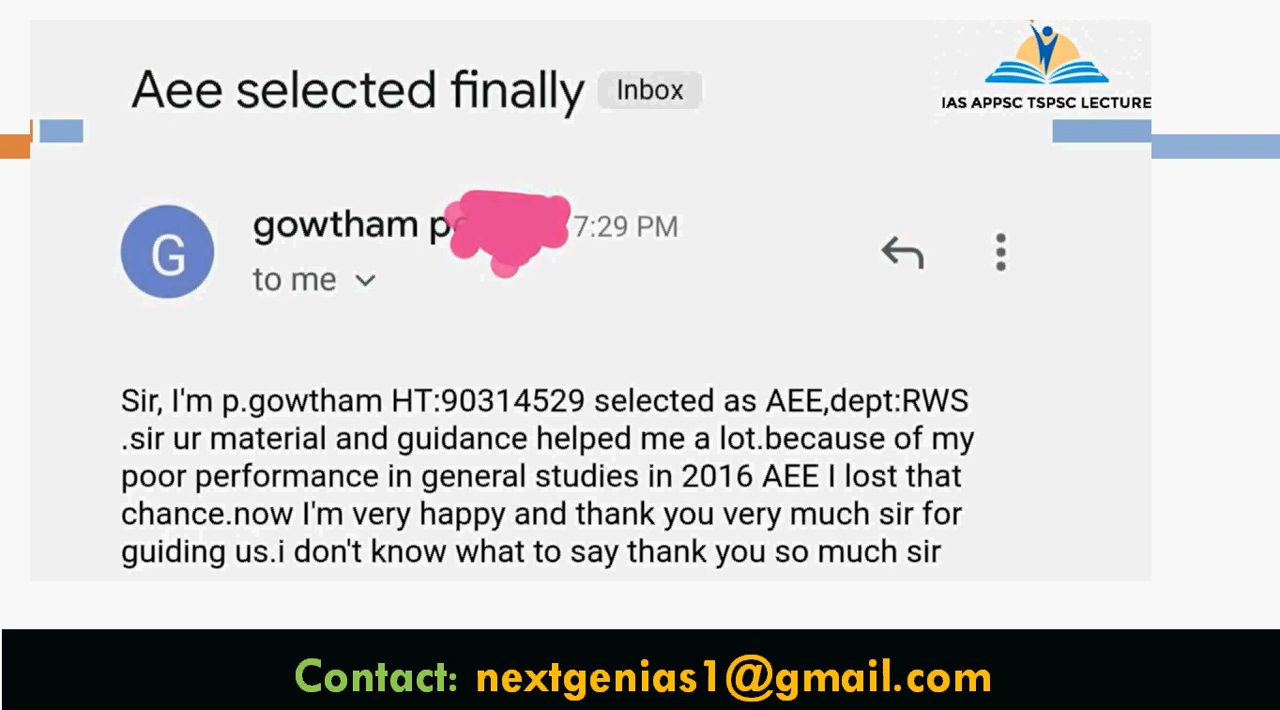 Aee selected finally Inbox
IAS APPSC TSPSC LECTURE
G
gowtham p 7:29 PM
to me
Sir, I'm p.gowtham HT:90314529 selected as AEE,dept:RWS
.sir ur material and guidance helped me a lot.because of my
poor performance in general studies in 2016 AEE I lost that
chance.now I'm very happy and thank you very much sir for
guiding us.i don't know what to say thank you so much sir
Contact: nextgenias1@gmail.com